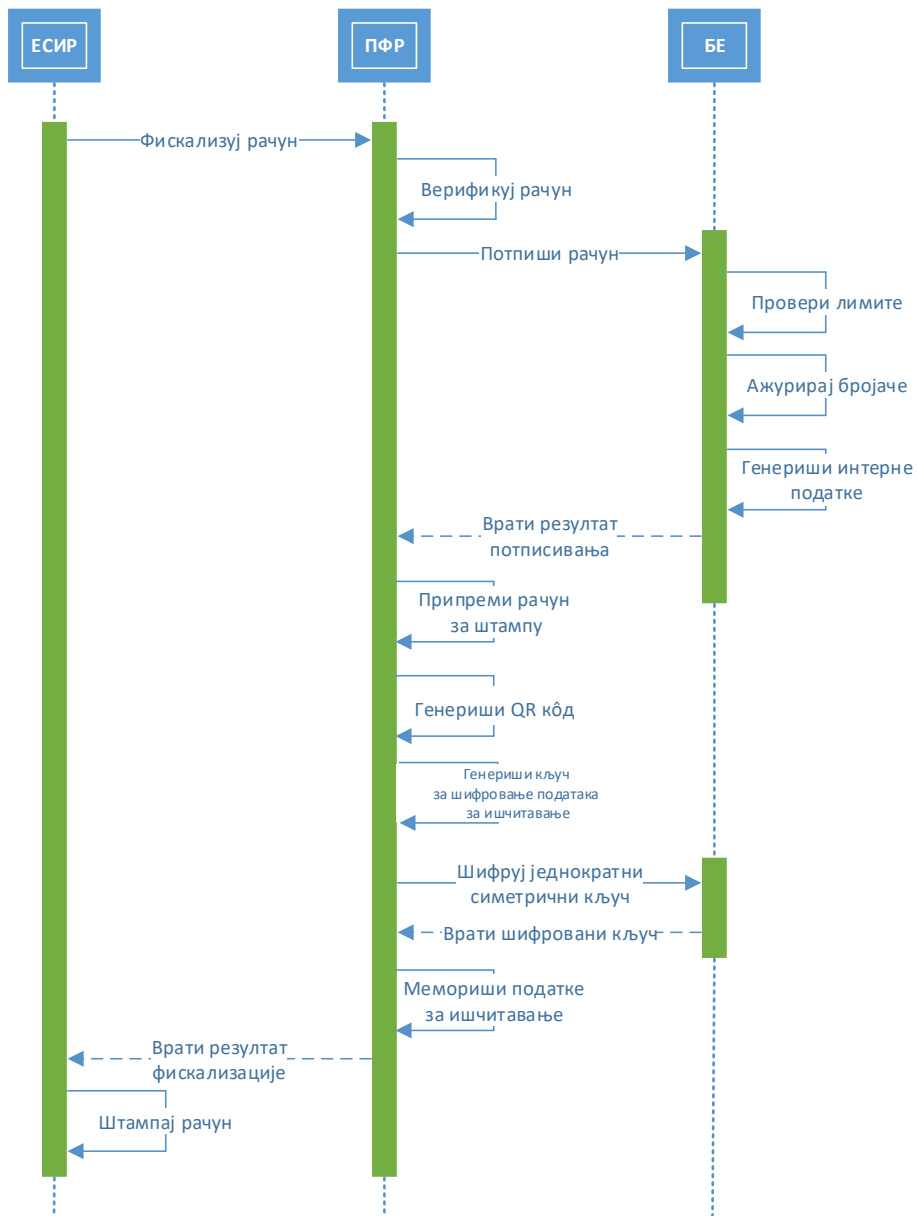 ЕСИР
ПФР
БЕ
Фискализуј рачун
Верификуј рачун
Потпиши рачун
Провери лимите
Ажурирај бројаче
Генериши интерне
податке
Врати резултат
потписивања
Припреми рачун
за штампу
Генериши QR кôд
Генериши кључ
за шифровање података
за ишчитавање
Шифруј једнократни
симетрични кључ
Врати шифровани кључ
Мемориши податке
за ишчитавање
Врати резултат
фискализације
Штампај рачун